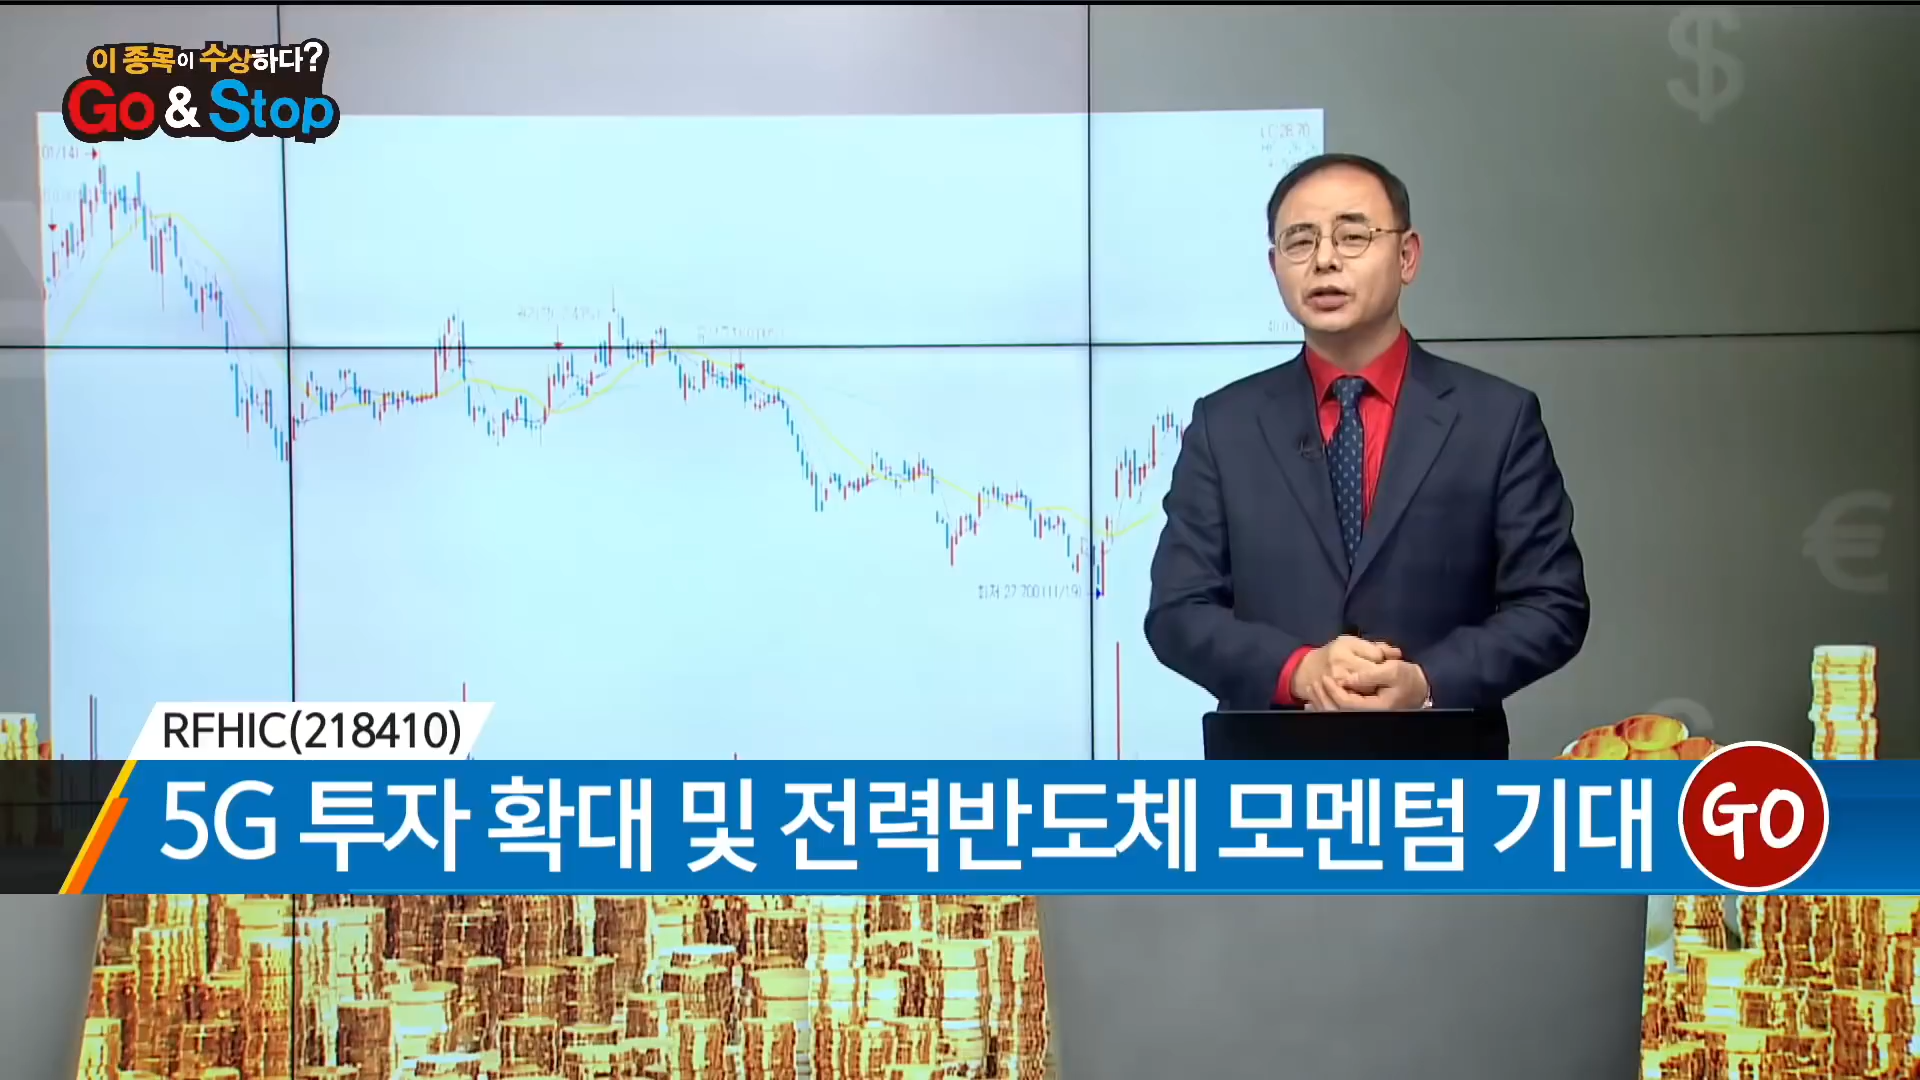 이 종목이 수상하다?
Go & Stop
RFHIC(218410)
5G 투자 확대 및 전력반도체 모멘텀 기대
GO